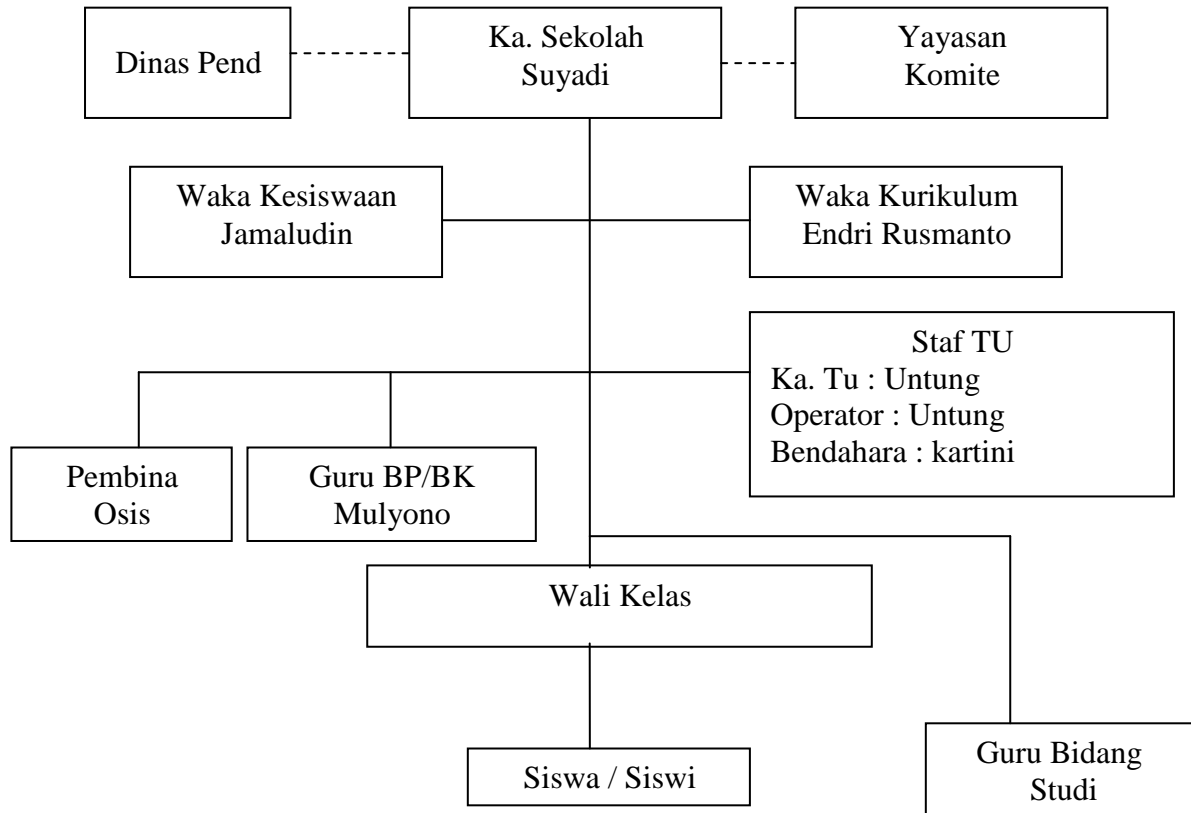 Dinas Pend
Ka. Sekolah
Suyadi
Yayasan
Komite
Waka Kesiswaan
Jamaludin
Waka Kurikulum
Endri Rusmanto
Staf TU
Ka. Tu : Untung
Operator : Untung
Bendahara : kartini
Pembina
Osis
Guru BP/BK
Mulyono
Wali Kelas
Siswa / Siswi
Guru Bidang
Studi